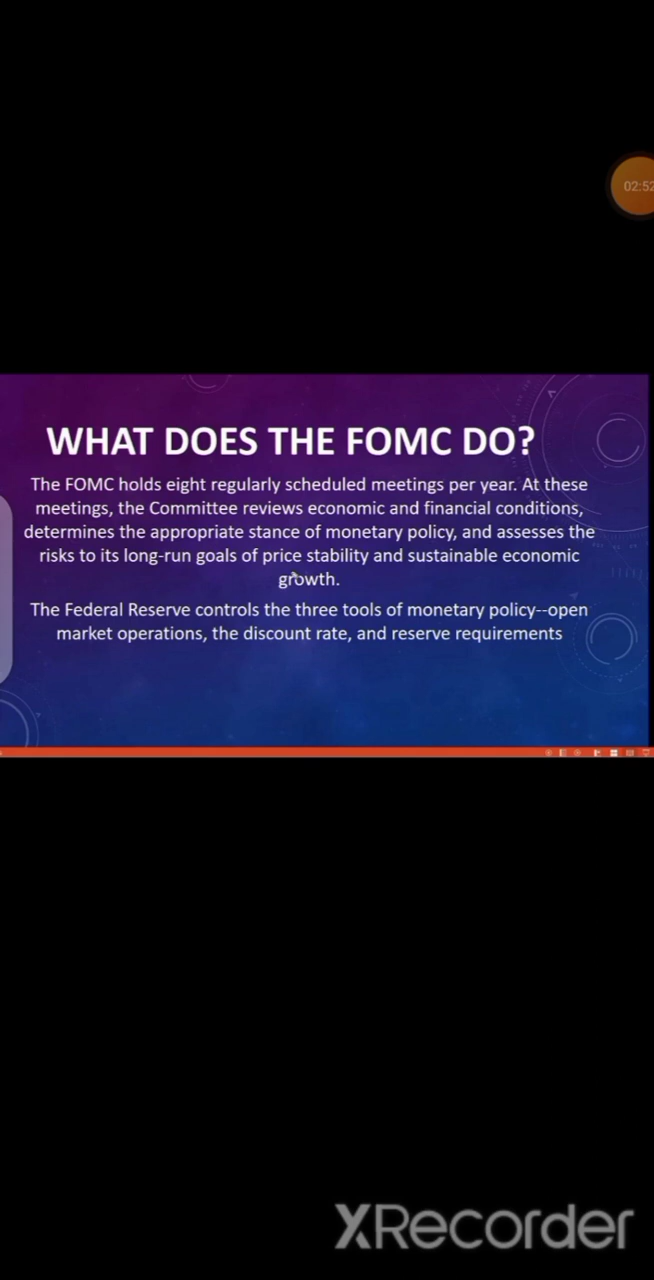 02:52
WHAT DOES THE FOMC DO?
The FOMC holds eight regularly scheduled meetings per year. At these
meetings, the Committee reviews economic and financial conditions,
determines the appropriate stance of monetary policy, and assesses the
risks to its long-run goals of price stability and sustainable economic
growth.
The Federal Reserve controls the three tools of monetary policy--open
market operations, the discount rate, and reserve requirements
XRecorder